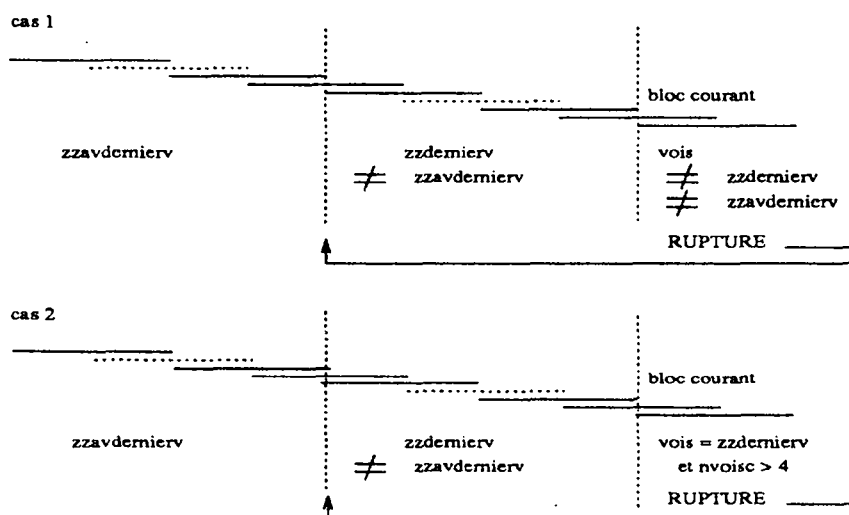 cas 1
bloc courant
zzavdernierv zzdernierv vois
≠ zzavdernierv ≠ zzdernierv
≠ zzavdernierv
RUPTURE
cas 2
bloc courant
zzavdernierv zzdernierv vois = zzdernierv
≠ zzavdernierv et nvoisc > 4
RUPTURE